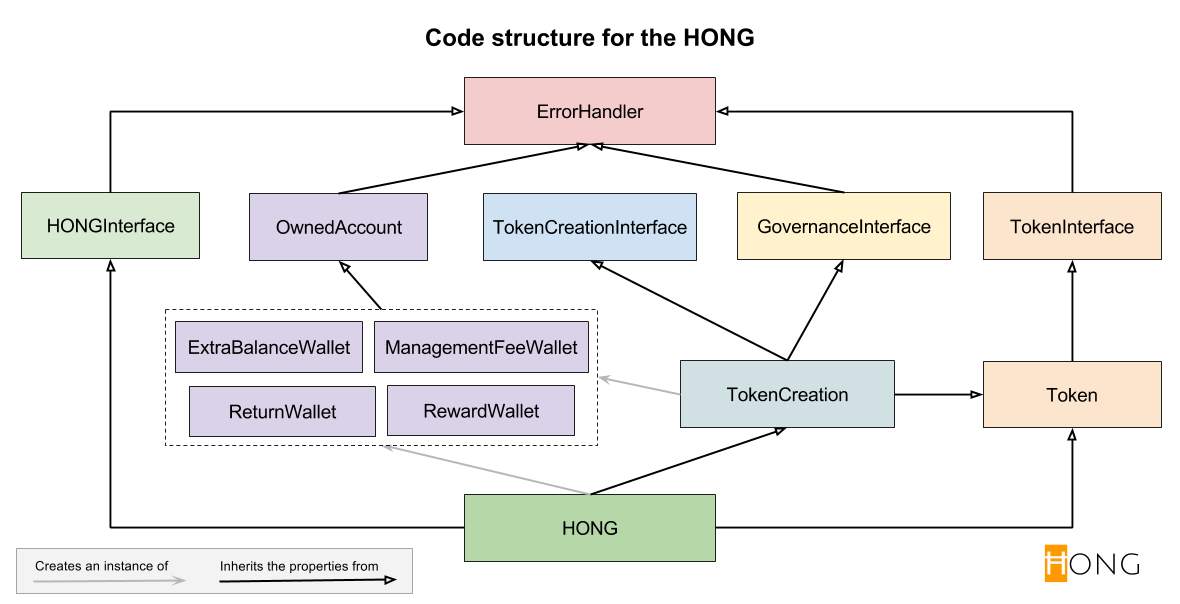 Code structure for the HONG
ErrorHandler
HONGInterface
OwnedAccount
TokenCreationInterface
GovernanceInterface
TokenInterface
ExtraBalanceWallet
ManagementFeeWallet
ReturnWallet
RewardWallet
TokenCreation
Token
HONG
Creates an instance of
Inherits the properties from
HONG